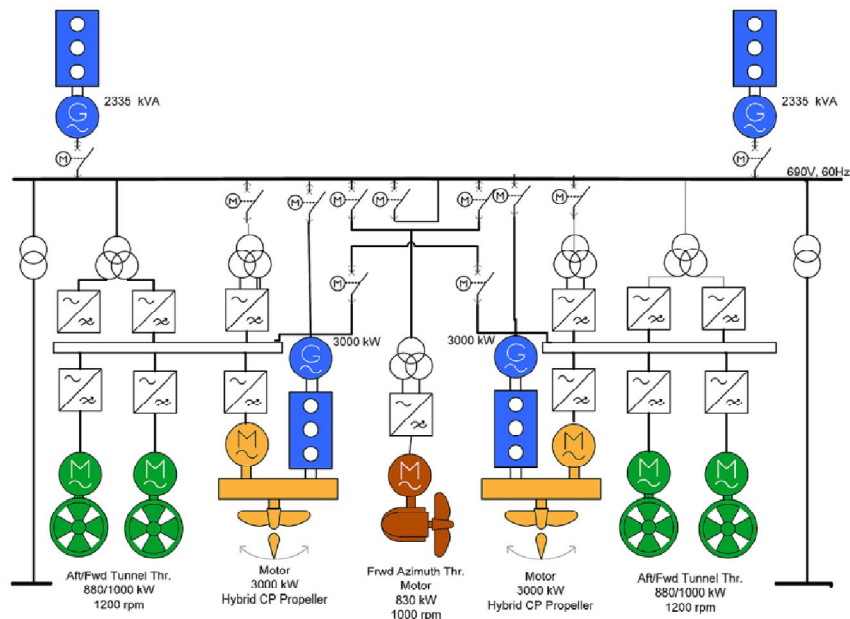 2335 kVA
G
M
2335 kVA
G
M
690V, 60Hz
M
M
M
M
M
M
M
M
M
3000 kW
G
3000 kW
G
M
M
M
M
M
M
M
Aft/Fwd Tunnel Thr.
880/1000 kW
1200 rpm
Motor
3000 kW
Hybrid CP Propeller
Frwd Azimuth Thr.
Motor
830 kW
1000 rpm
Motor
3000 kW
Hybrid CP Propeller
Aft/Fwd Tunnel Thr.
880/1000 kW
1200 rpm